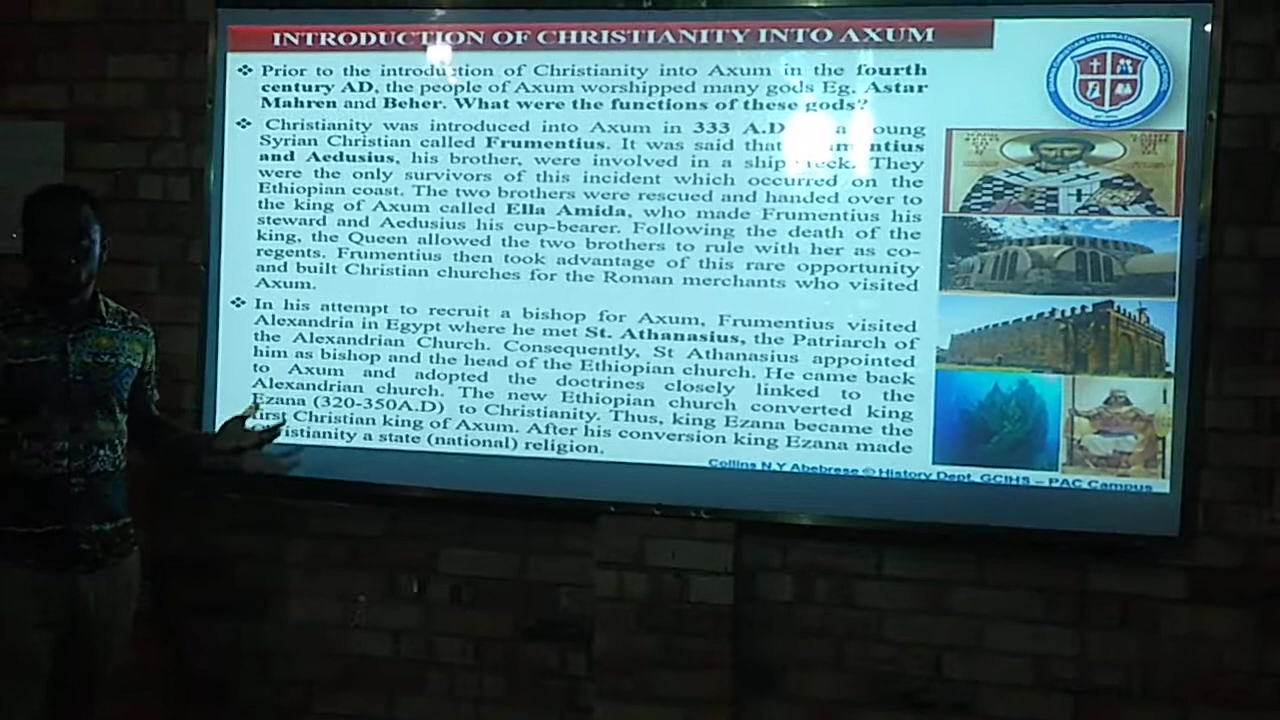 INTRODUCTION OF CHRISTIANITY INTO AXUM
❖ Prior to the introduction of Christianity into Axum in the fourth
century AD, the people of Axum worshipped many gods Eg. Astar
Mahren and Beher. What were the functions of these gods?
❖ Christianity was introduced into Axum in 333 A.D a young
Syrian Christian called Frumentius. It was said that
and Aedusius, his brother, were involved in a They
were the only survivors of this incident which occurred on the
Ethiopian coast. The two brothers were rescued and handed over to
the king of Axum called Ella Amida, who made Frumentius his
steward and Aedusius his cup-bearer. Following the death of the
king, the Queen allowed the two brothers to rule with her as co-
regents. Frumentius then took advantage of this rare opportunity
and built Christian churches for the Roman merchants who visited
Axum.
❖ In his attempt to recruit a bishop for Axum, Frumentius visited
Alexandria in Egypt where he met St. Athanasius, the Patriarch of
the Alexandrian Church. Consequently, St Athanasius appointed
him as bishop and the head of the Ethiopian church. He came back
to Axum and adopted the doctrines closely linked to the
Alexandrian church. The new Ethiopian church converted king
Ezana (320-350A.D) to Christianity. Thus, king Ezana became the
first Christian king of Axum. After his conversion king Ezana made
a state (national) religion.
Collins N.Y Abebrese © History Dept, GCIHS – PAC Campus